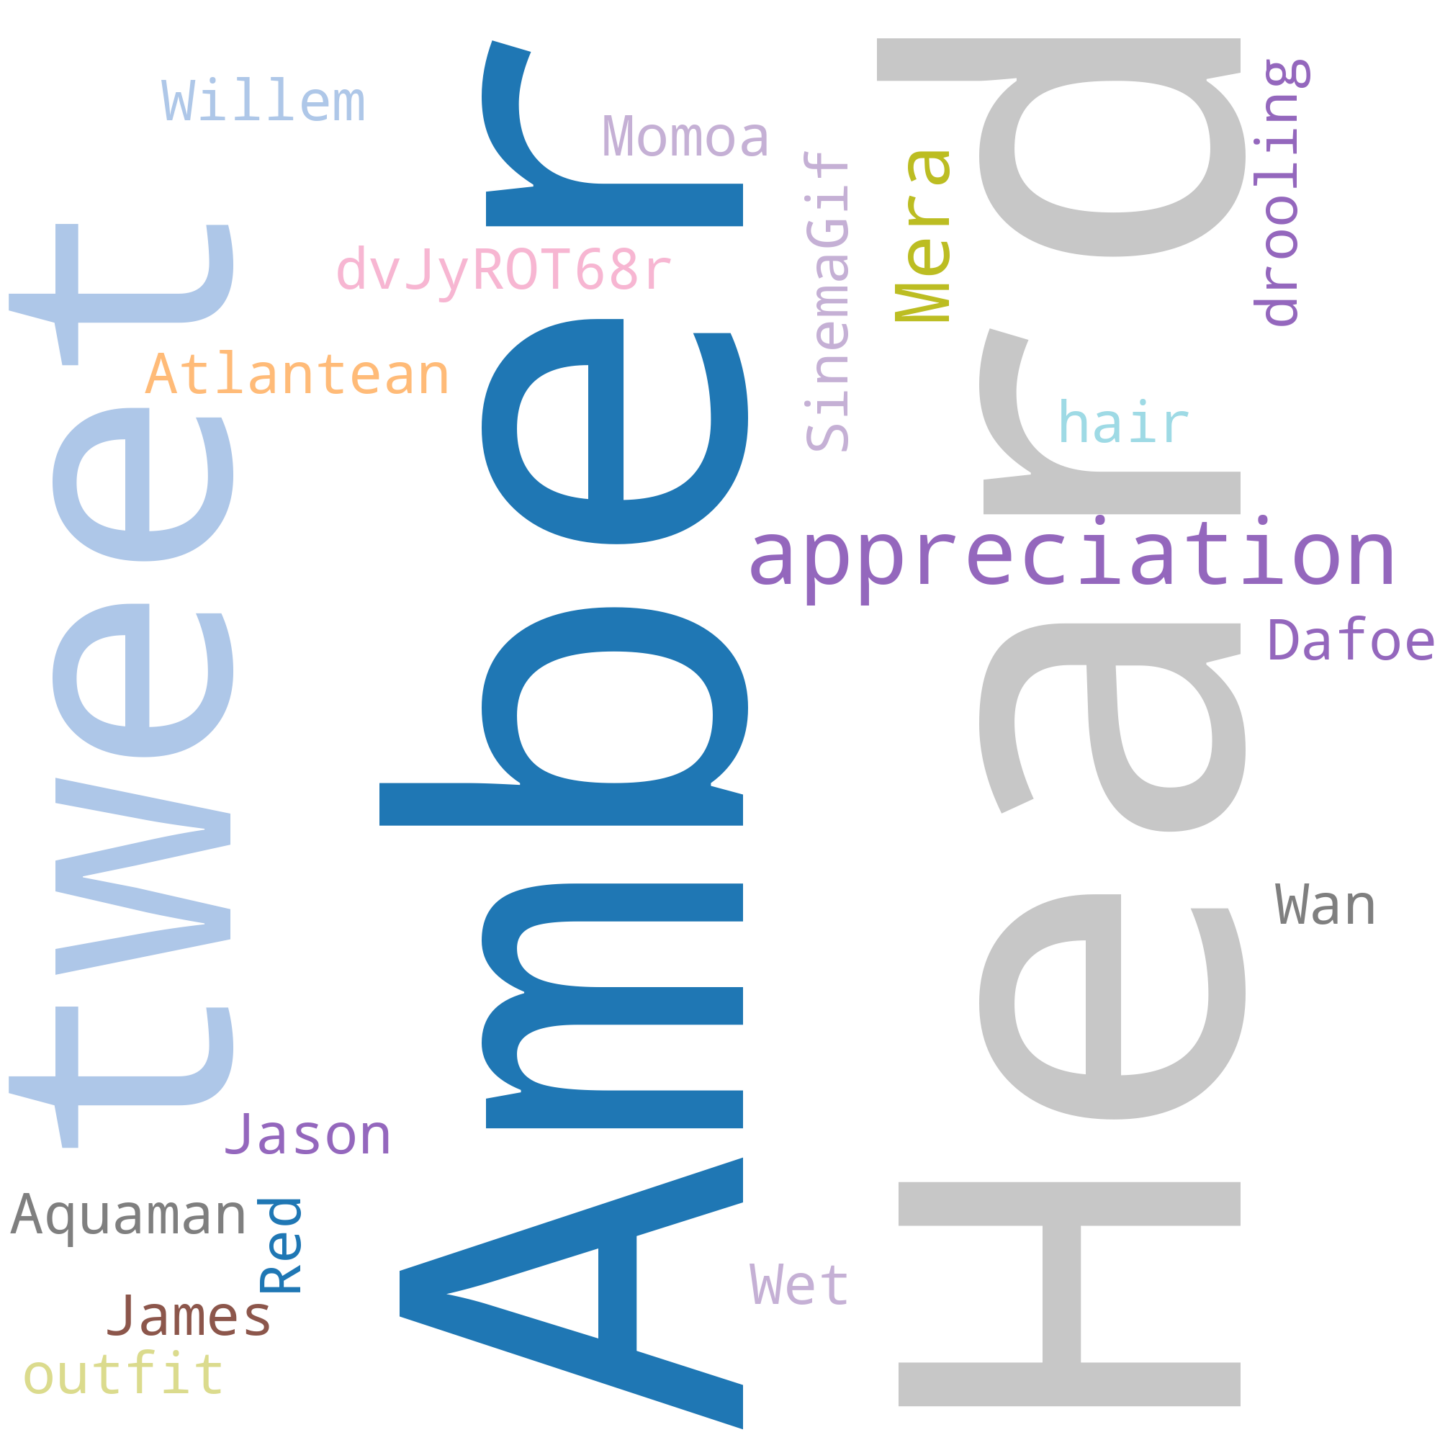 tweet
Amber
Heard
Willem
Momoa
dvJyROT68r
SinemaGif
Mera
drooling
Atlantean
hair
appreciation
Dafoe
Wan
Jason
Aquaman
Red
James
outfit
Wet